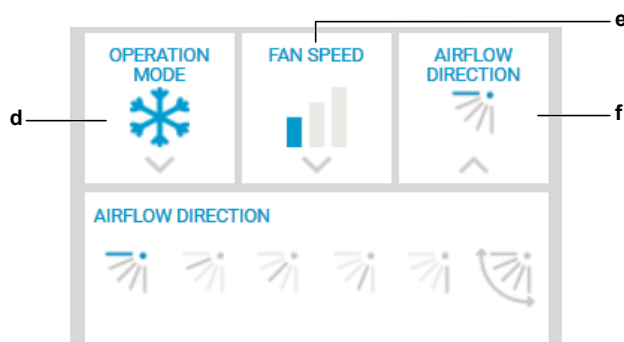 e
OPERATION
MODE
FAN SPEED
AIRFLOW
DIRECTION
d
f
AIRFLOW DIRECTION